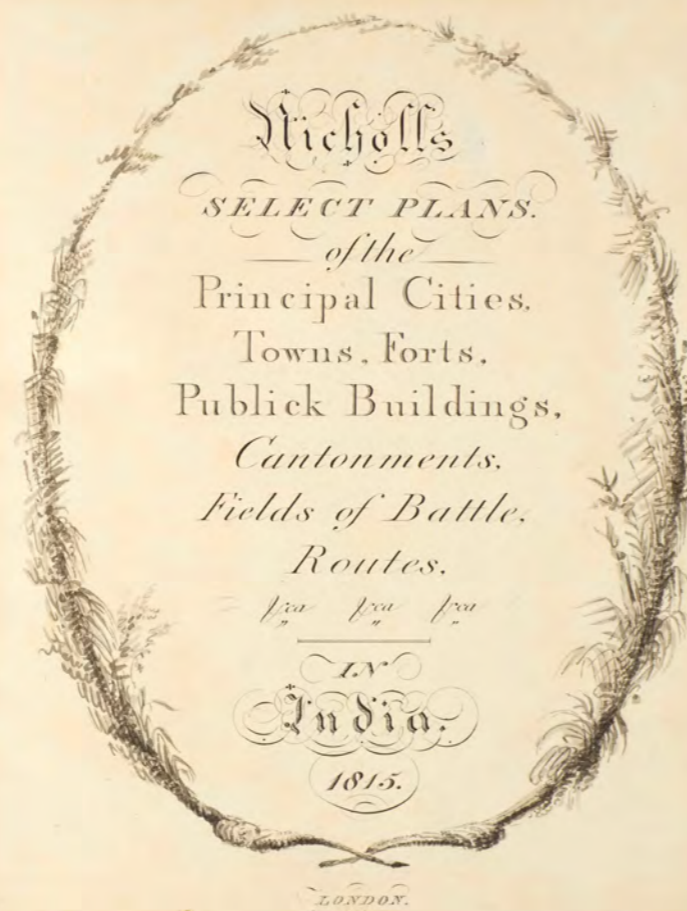 Nicholls
SELECT PLANS.
of the
Principal Cities,
Towns, Forts,
Publick Buildings,
Cantonments,
Fields of Battle,
Routes,
&ca &ca &ca
IN
India.
1815.
LONDON.